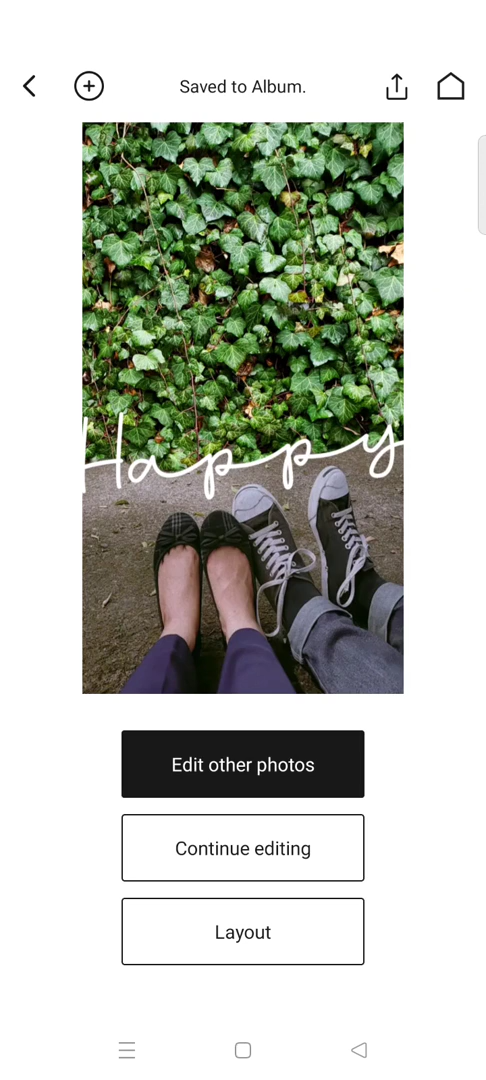 Saved to Album.
Happy
Edit other photos
Continue editing
Layout